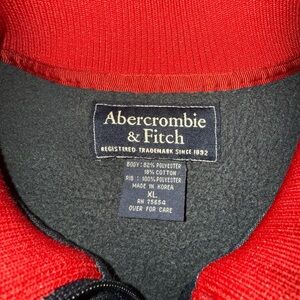 Abercrombie
& Fitch
REGISTERED TRADEMARK SINCE 1892
BODY: 82% POLYESTER
18% COTTON
RIB: 100% POLYESTER
MADE IN KOREA
XL
RN 75654
OVER FOR CARE